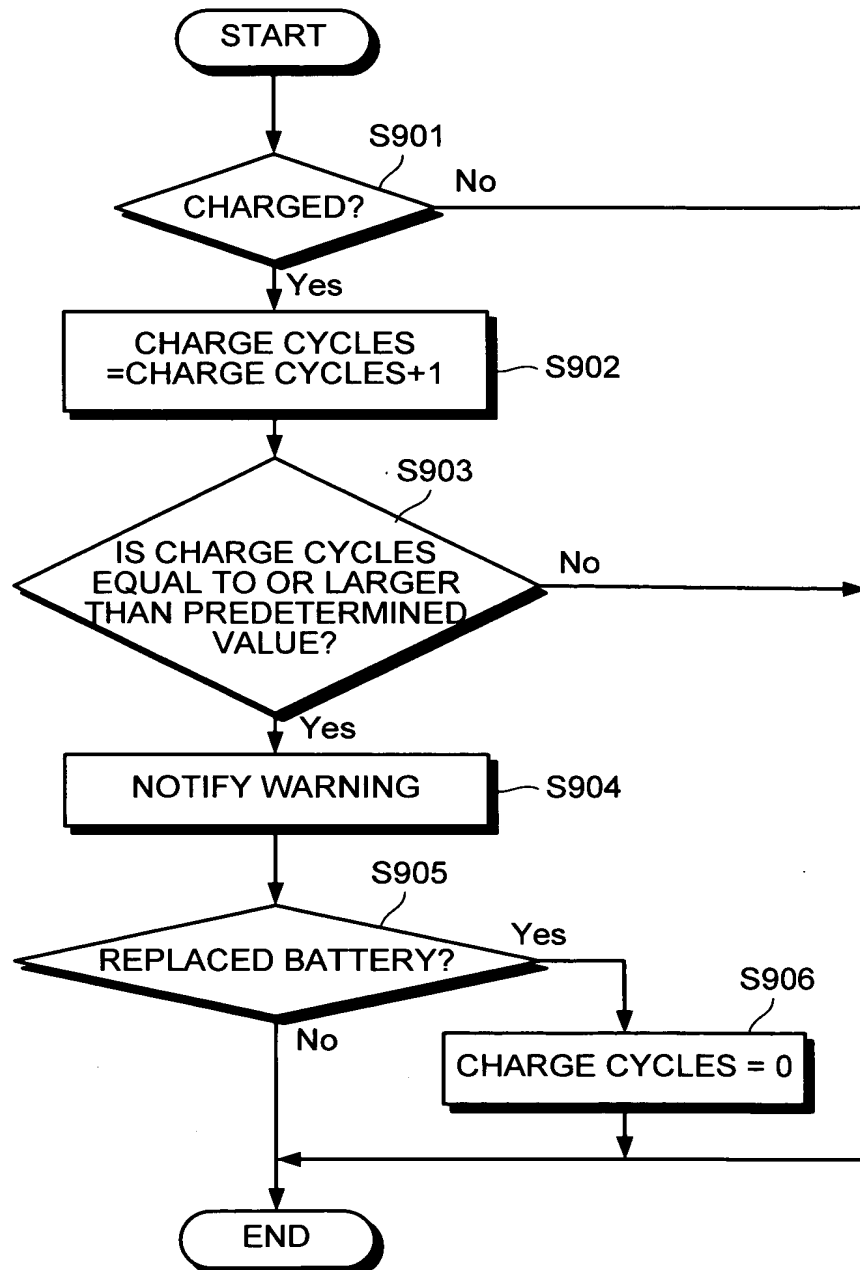 START
S901
CHARGED?
No
Yes
CHARGE CYCLES
=CHARGE CYCLES+1
S902
S903
IS CHARGE CYCLES
EQUAL TO OR LARGER
THAN PREDETERMINED
VALUE?
No
Yes
NOTIFY WARNING
S904
S905
REPLACED BATTERY?
Yes
No
S906
CHARGE CYCLES = 0
END